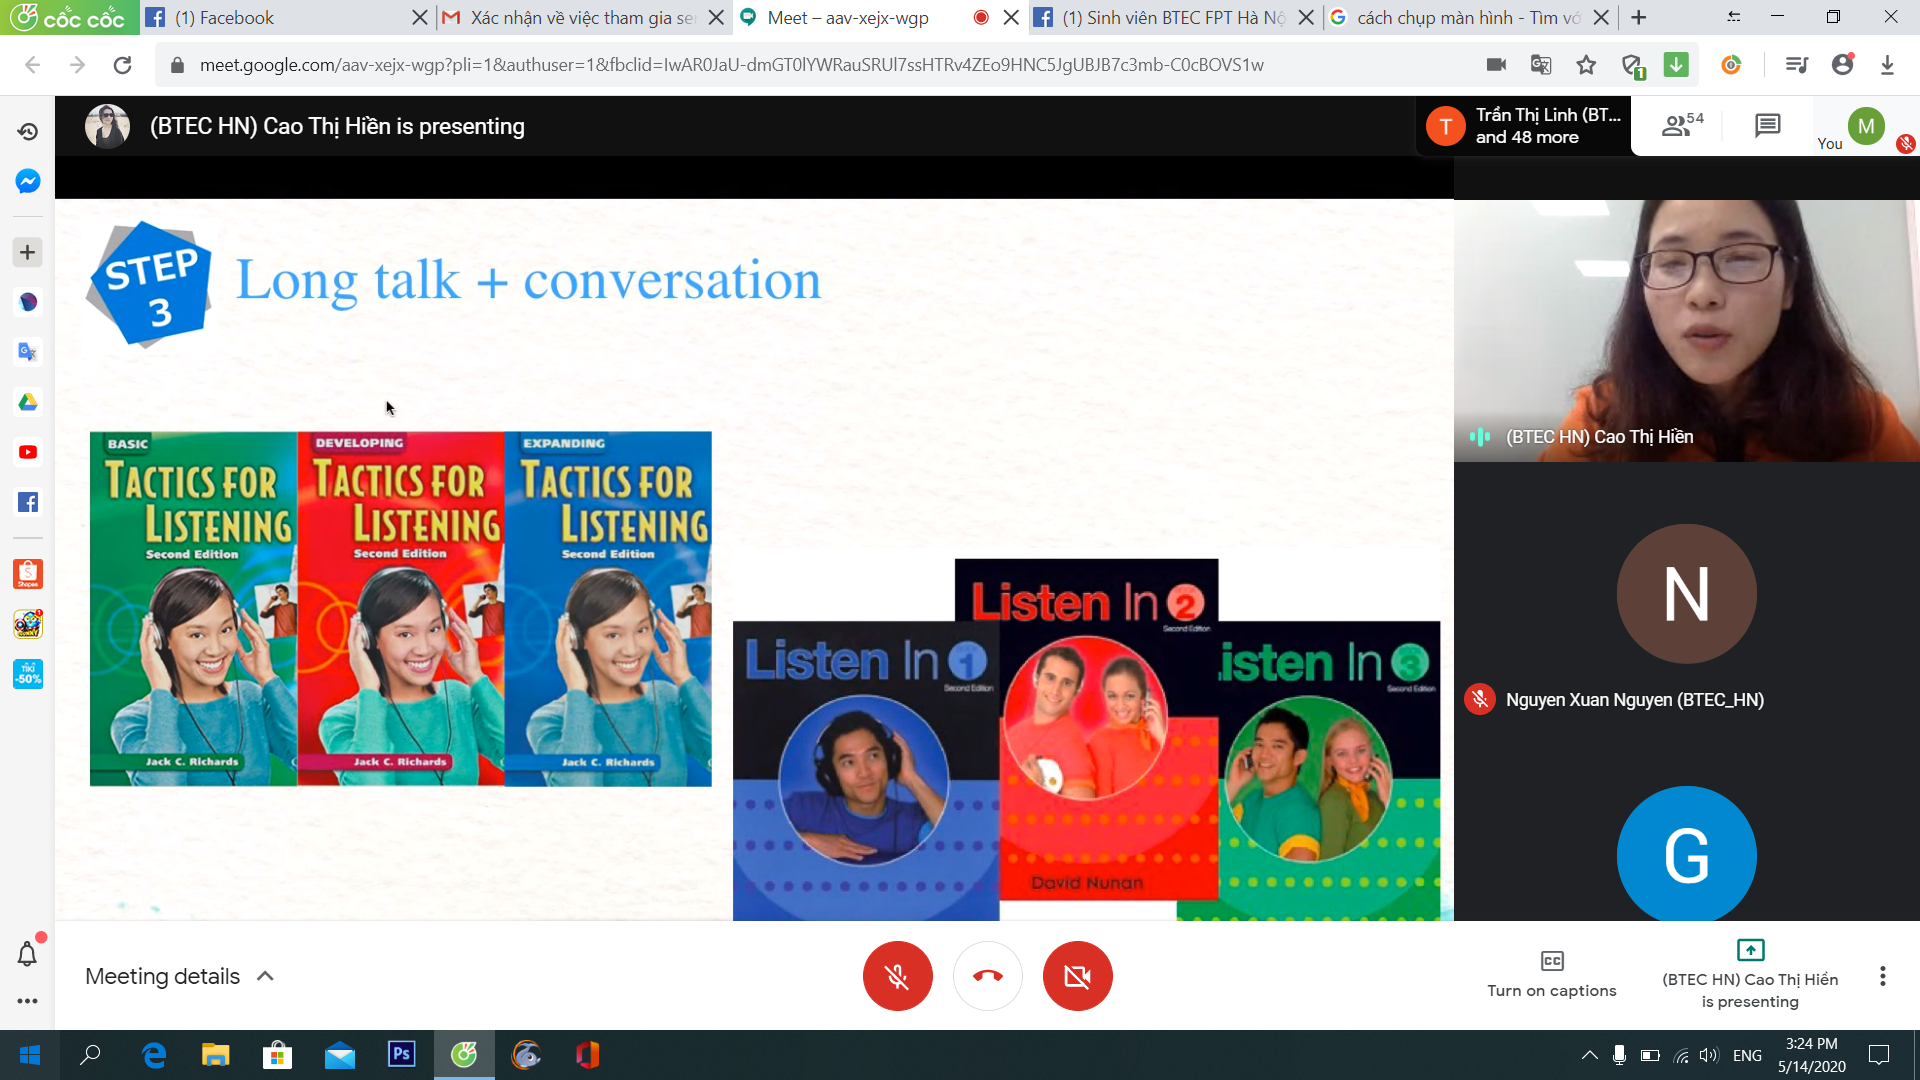 cốc cốc
(1) Facebook
Xác nhận về việc tham gia se
Meet – aav-xejx-wgp
(1) Sinh viên BTEC FPT Hà Nộ
cách chụp màn hình - Tìm vớ
meet.google.com/aav-xejx-wgp?pli=1&authuser=1&fbclid=IwAR0JaU-dmGT0lYWRauSRUl7ssHTRv4ZEo9HNC5JgUBJB7c3mb-C0cBOVS1w
1
(BTEC HN) Cao Thị Hiền is presenting
T
Trần Thị Linh (BT...
and 48 more
54
You
M
STEP
3
Long talk + conversation
BASIC
TACTICS FOR
LISTENING
Second Edition
Jack C. Richards
DEVELOPING
TACTICS FOR
LISTENING
Second Edition
Jack C. Richards
EXPANDING
TACTICS FOR
LISTENING
Second Edition
Jack C. Richards
Listen In 1
Second Edition
Listen In 2
Second Edition
David Nunan
isten In 3
Second Edition
(BTEC HN) Cao Thị Hiền
N
Nguyen Xuan Nguyen (BTEC_HN)
G
Shopee
TIKI
-50%
Meeting details
CC
Turn on captions
(BTEC HN) Cao Thị Hiền
is presenting
Ps
ENG
3:24 PM
5/14/2020